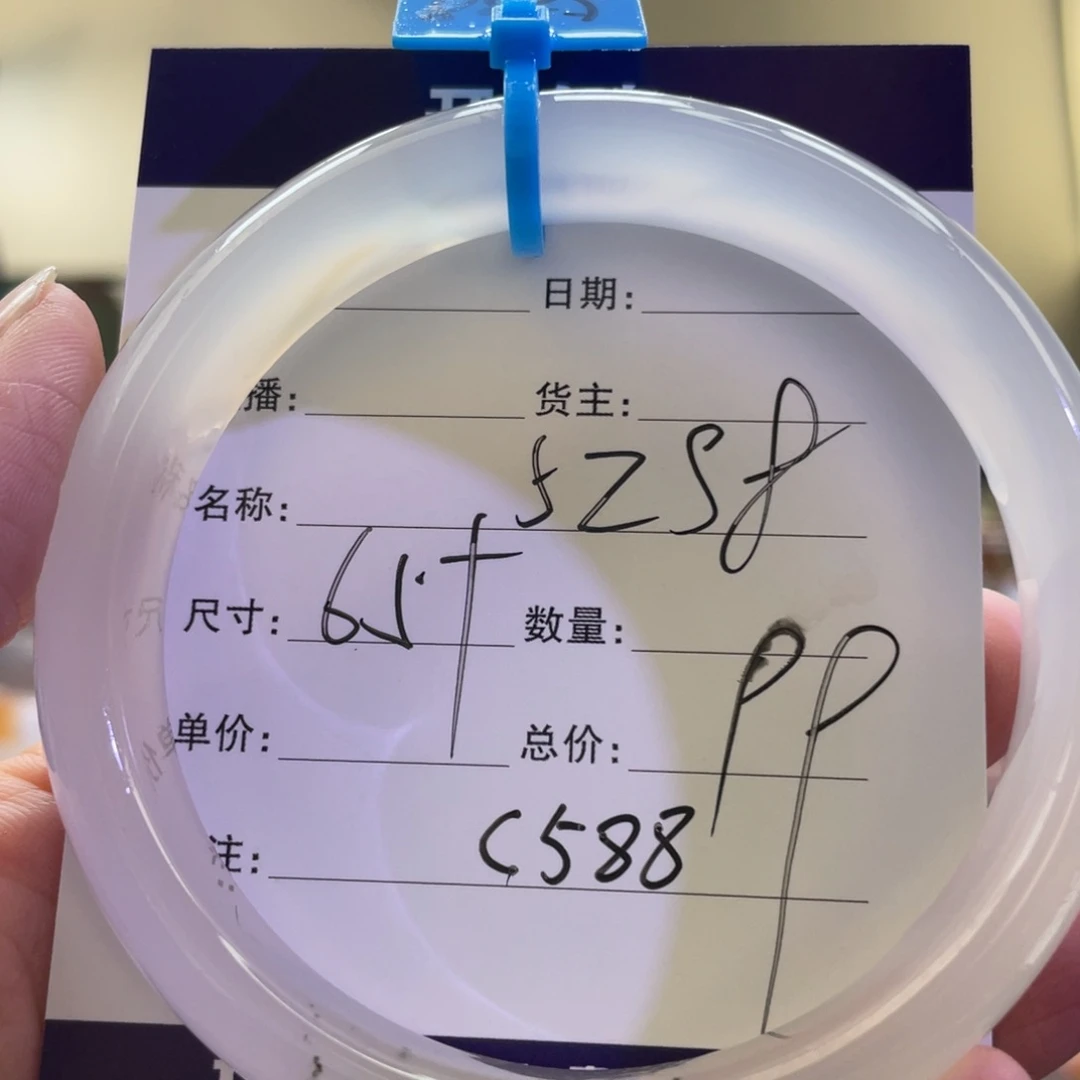 日期:
播: 货主:
5258
名称:
尺寸: 65.+ 数量:
单价: 总价:
PP
注: C588